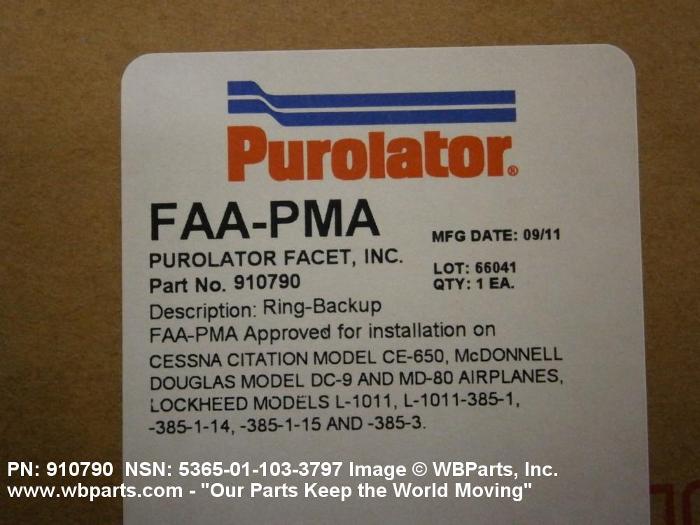 Purolator®
FAA-PMA
MFG DATE: 09/11
PUROLATOR FACET, INC.
Part No. 910790
LOT: 66041
QTY: 1 EA.
Description: Ring-Backup
FAA-PMA Approved for installation on
CESSNA CITATION MODEL CE-650, McDONNELL
DOUGLAS MODEL DC-9 AND MD-80 AIRPLANES,
LOCKHEED MODELS L-1011, L-1011-385-1,
-385-1-14, -385-1-15 AND -385-3.
PN: 910790 NSN: 5365-01-103-3797 Image © WBParts, Inc.
www.wbparts.com - "Our Parts Keep the World Moving"